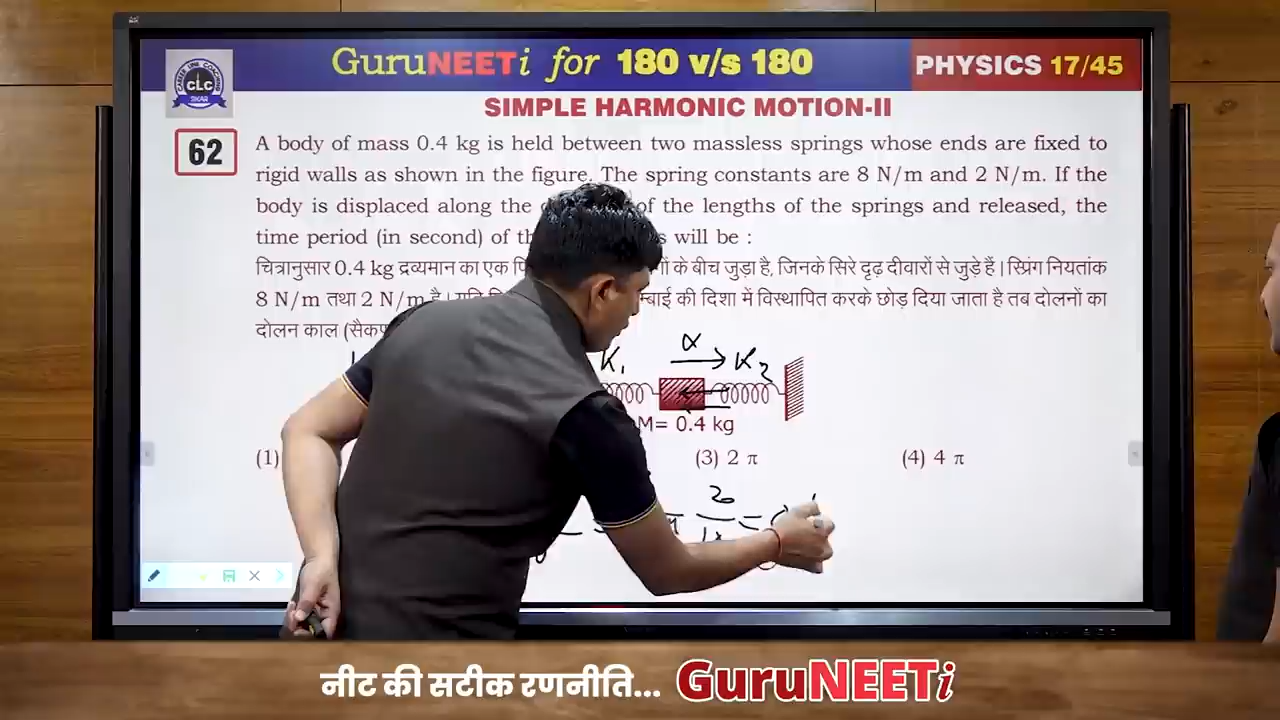 GuruNEETi for 180 v/s 180
PHYSICS 17/45
CLC
SIKAR
SIMPLE HARMONIC MOTION-II
62
A body of mass 0.4 kg is held between two massless springs whose ends are fixed to
rigid walls as shown in the figure. The spring constants are 8 N/m and 2 N/m. If the
body is displaced along the of the lengths of the springs and released, the
time period (in second) of will be :
चित्रानुसार 0.4 kg द्रव्यमान का एक के बीच जुड़ा है, जिनके सिरे दृढ़ दीवारों से जुड़े हैं। स्प्रिंग नियतांक
8 N/m तथा 2 N/m है। की दिशा में विस्थापित करके छोड़ दिया जाता है तब दोलनों का
दोलन काल
K₁ x K₂
M= 0.4 kg
(1) (3) 2 π (4) 4 π
नीट की सटीक रणनीति... GuruNEETi